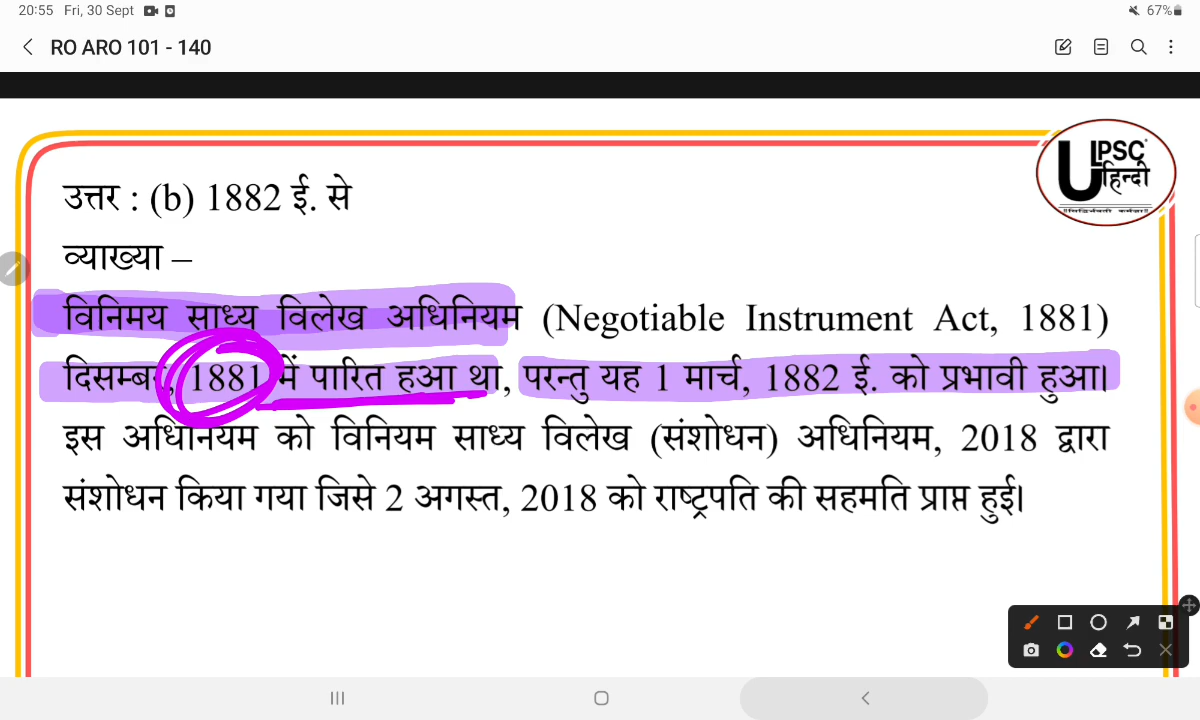 20:55 Fri, 30 Sept 67%
RO ARO 101 - 140
UPSC
हिन्दी
उत्तर : (b) 1882 ई. से
व्याख्या –
विनिमय साध्य विलेख अधिनियम (Negotiable Instrument Act, 1881)
दिसम्बर, 1881 में पारित हुआ था, परन्तु यह 1 मार्च, 1882 ई. को प्रभावी हुआ।
इस अधिनियम को विनियम साध्य विलेख (संशोधन) अधिनियम, 2018 द्वारा
संशोधन किया गया जिसे 2 अगस्त, 2018 को राष्ट्रपति की सहमति प्राप्त हुई।